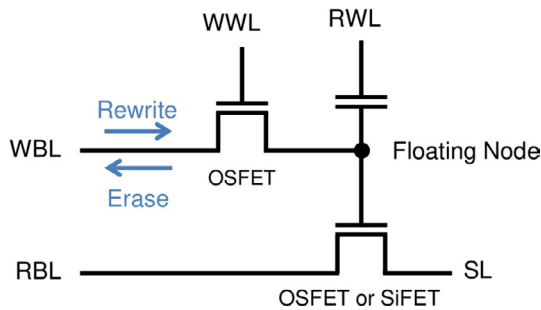 WWL
RWL
Rewrite
WBL
Floating Node
OSFET
Erase
RBL
SL
OSFET or SiFET